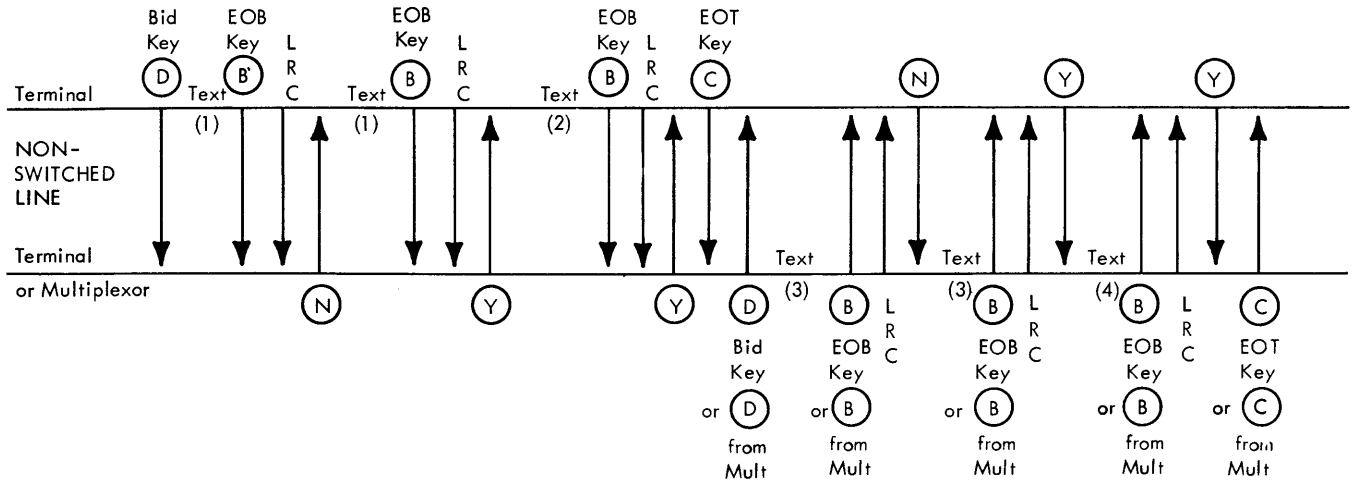 Bid EOB EOB EOB EOT
Key Key L Key L Key L Key
D B R B R B R C N Y Y
Terminal Text C Text C Text C
(1) (1) (2)
NON-
SWITCHED
LINE
Terminal Text Text Text
or Multiplexor (3) (3) (4)
N Y Y D B L B L B L C
R R R
Bid EOB C EOB C EOB C EOT
Key Key Key Key Key
or D or B or B or B or C
from from from from from
Mult Mult Mult Mult Mult